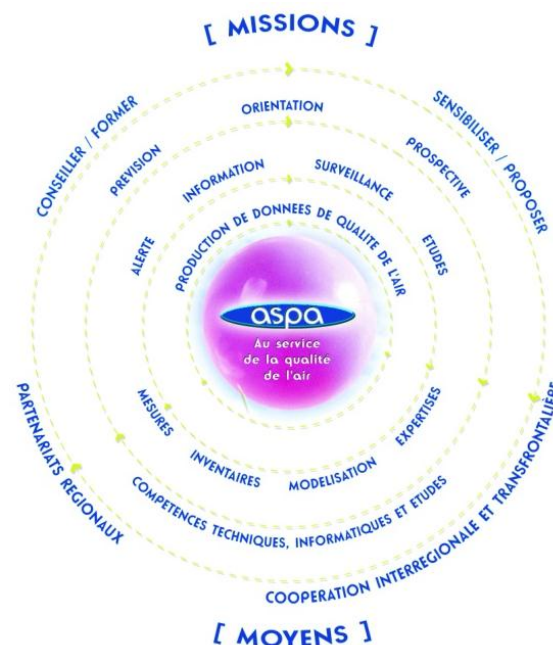 [ MISSIONS ]
CONSEILLER / FORMER
SENSIBILISER / PROPOSER
ORIENTATION
PREVISION
PROSPECTIVE
INFORMATION
SURVEILLANCE
ALERTE
ETUDES
PRODUCTION DE DONNEES DE QUALITE DE L'AIR
aspa
Au service
de la qualité
de l'air
MESURES
INVENTAIRES
MODELISATION
EXPERTISES
COMPETENCES TECHNIQUES, INFORMATIQUES ET ETUDES
PARTENARIATS REGIONAUX
COOPERATION INTERREGIONALE ET TRANSFRONTALIÈRE
[ MOYENS ]